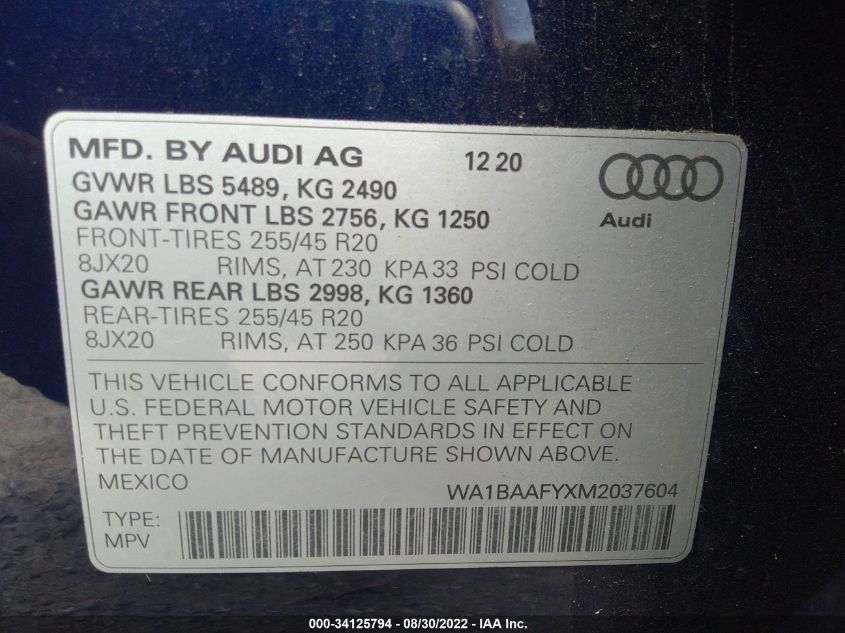 MFD. BY AUDI AG 12 20
GVWR LBS 5489, KG 2490
GAWR FRONT LBS 2756, KG 1250
Audi
FRONT-TIRES 255/45 R20
8JX20 RIMS, AT 230 KPA 33 PSI COLD
GAWR REAR LBS 2998, KG 1360
REAR-TIRES 255/45 R20
8JX20 RIMS, AT 250 KPA 36 PSI COLD
THIS VEHICLE CONFORMS TO ALL APPLICABLE
U.S. FEDERAL MOTOR VEHICLE SAFETY AND
THEFT PREVENTION STANDARDS IN EFFECT ON
THE DATE OF MANUFACTURE SHOWN ABOVE.
MEXICO WA1BAAFYXM2037604
TYPE:
MPV
000-34125794 - 08/30/2022 - IAA Inc.